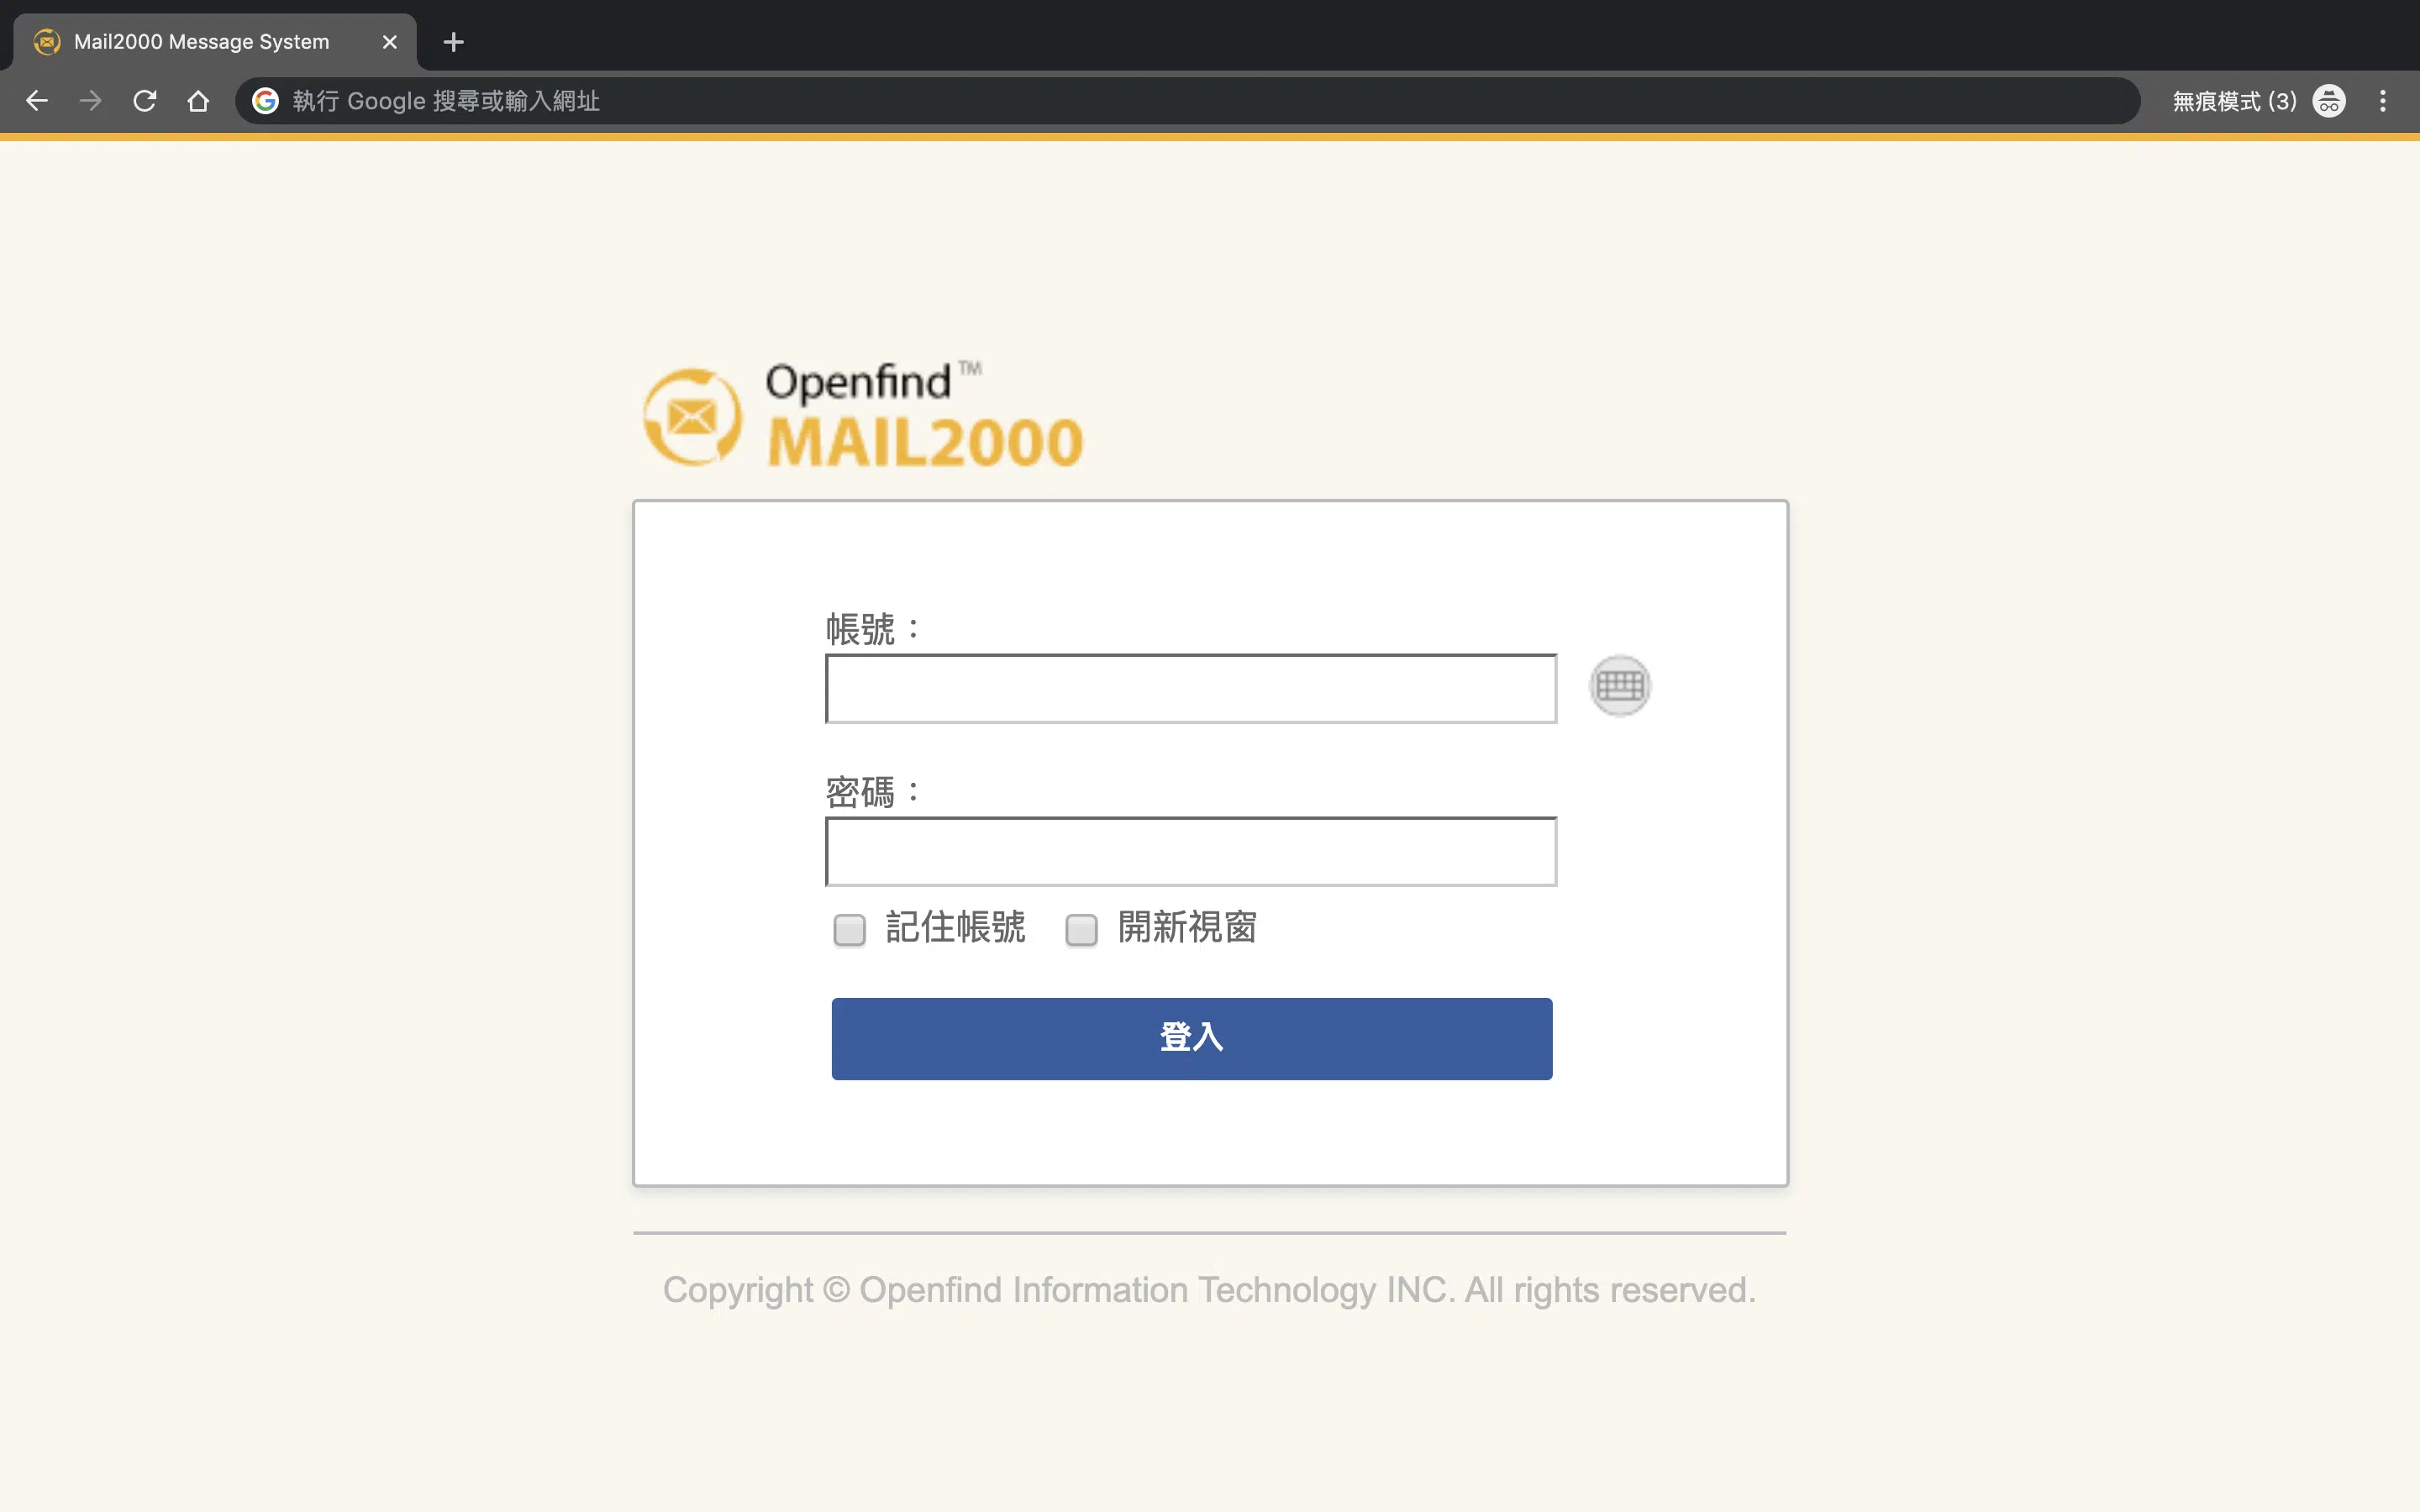 Mail2000 Message System
執行 Google 搜尋或輸入網址
無痕模式 (3)
Openfind™
MAIL2000
帳號：
密碼：
記住帳號 開新視窗
登入
Copyright © Openfind Information Technology INC. All rights reserved.